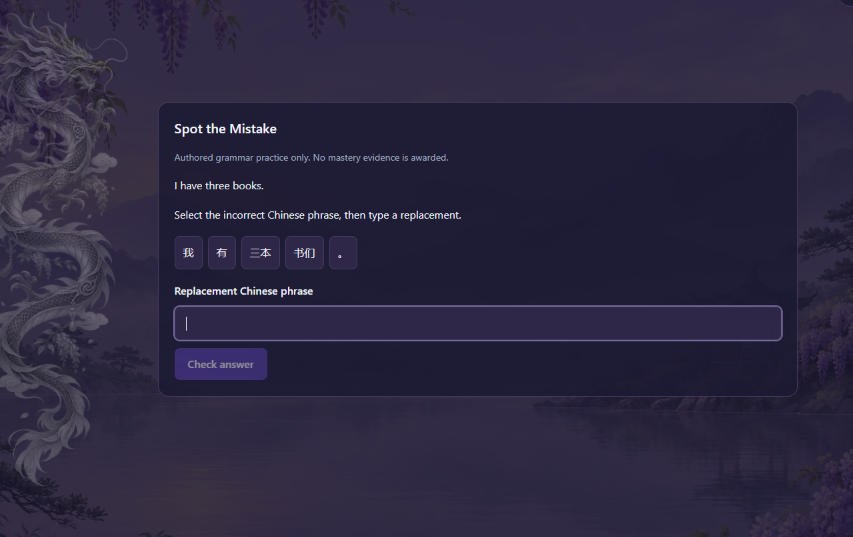 Spot the Mistake
Authored grammar practice only. No mastery evidence is awarded.
I have three books.
Select the incorrect Chinese phrase, then type a replacement.
我 有 三本 书们 。
Replacement Chinese phrase
Check answer